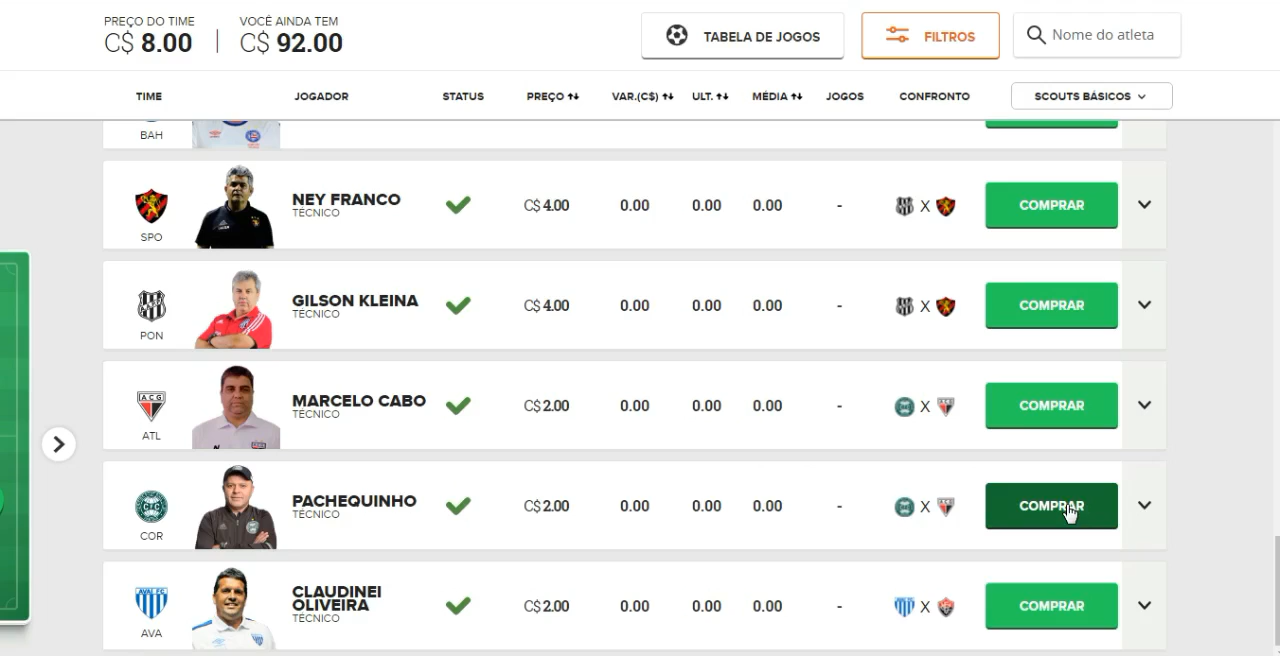 PREÇO DO TIME
C$ 8.00
VOCÊ AINDA TEM
C$ 92.00
TABELA DE JOGOS
FILTROS
Nome do atleta
TIME JOGADOR STATUS PREÇO VAR.(C$) ULT. MÉDIA JOGOS CONFRONTO SCOUTS BÁSICOS
BAH
NEY FRANCO
TÉCNICO
SPO
C$ 4.00 0.00 0.00 0.00 - X COMPRAR
GILSON KLEINA
TÉCNICO
PON
C$ 4.00 0.00 0.00 0.00 - X COMPRAR
MARCELO CABO
TÉCNICO
ACG
ATL
C$ 2.00 0.00 0.00 0.00 - X COMPRAR
PACHEQUINHO
TÉCNICO
COR
C$ 2.00 0.00 0.00 0.00 - X COMPRAR
CLAUDINEI
OLIVEIRA
TÉCNICO
AVAÍ FC
AVA
C$ 2.00 0.00 0.00 0.00 - X COMPRAR